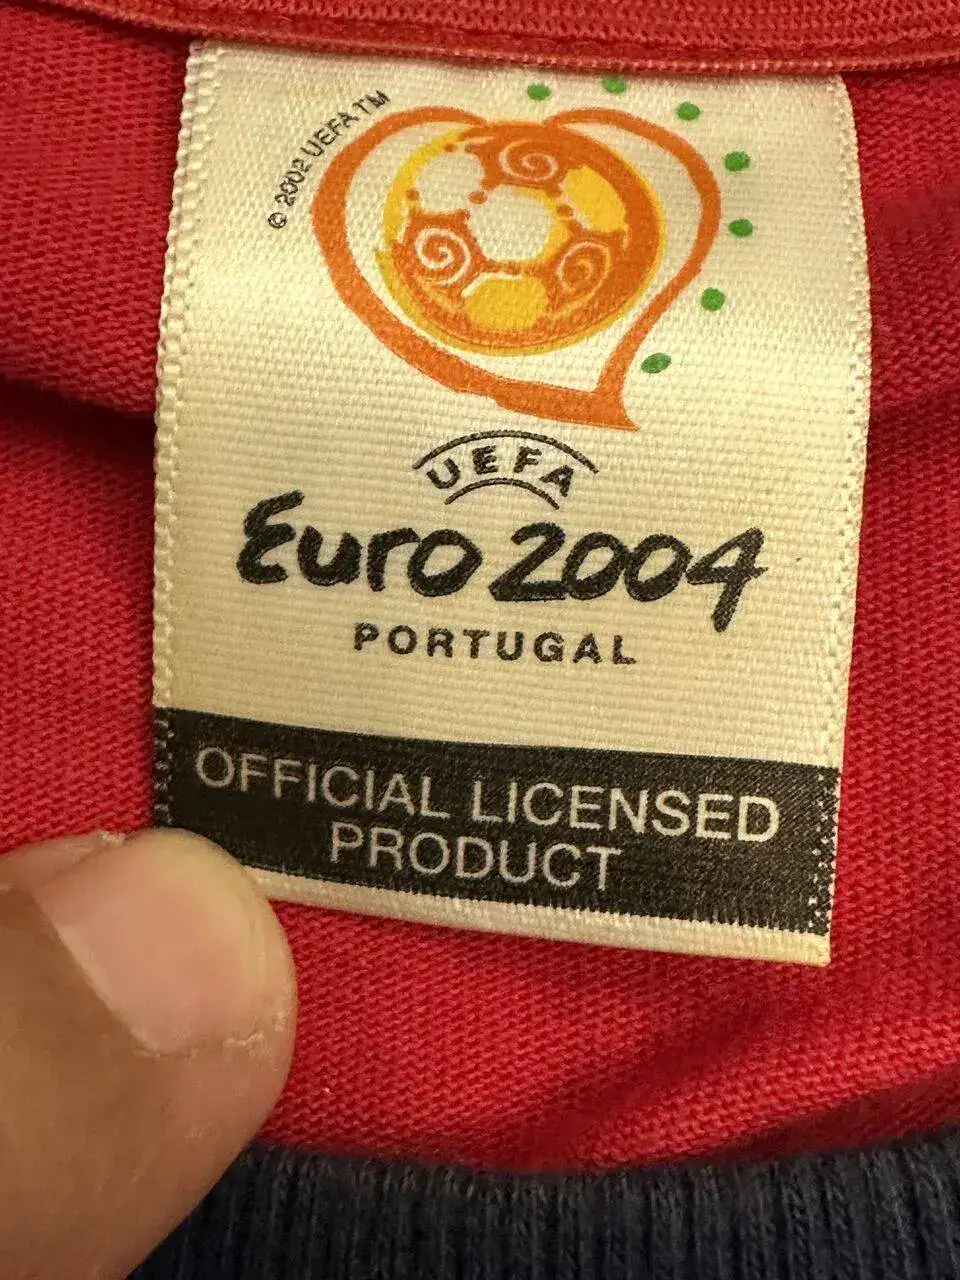 © 2002 UEFA TM
UEFA
Euro 2004
PORTUGAL
OFFICIAL LICENSED
PRODUCT